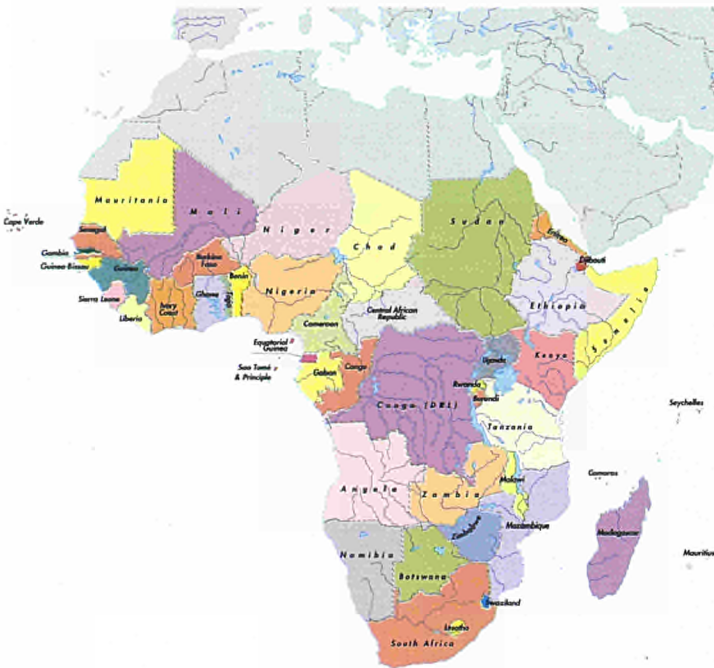 Mauritania
Mali
Niger
Chad
Sudan
Eritrea
Cape Verde
Senegal
Gambia
Guinea-Bissau
Guinea
Burkina
Faso
Benin
Nigeria
Djibouti
Ethiopia
Somalia
Sierra Leone
Liberia
Ivory
Coast
Ghana
Togo
Cameroon
Central African
Republic
Equatorial
Guinea
Sao Tomé
& Principle
Gabon
Congo
Congo (DRL)
Uganda
Kenya
Rwanda
Burundi
Tanzania
Seychelles
Comoros
Angola
Zambia
Malawi
Mozambique
Zimbabwe
Madagascar
Mauritius
Namibia
Botswana
Swaziland
Lesotho
South Africa